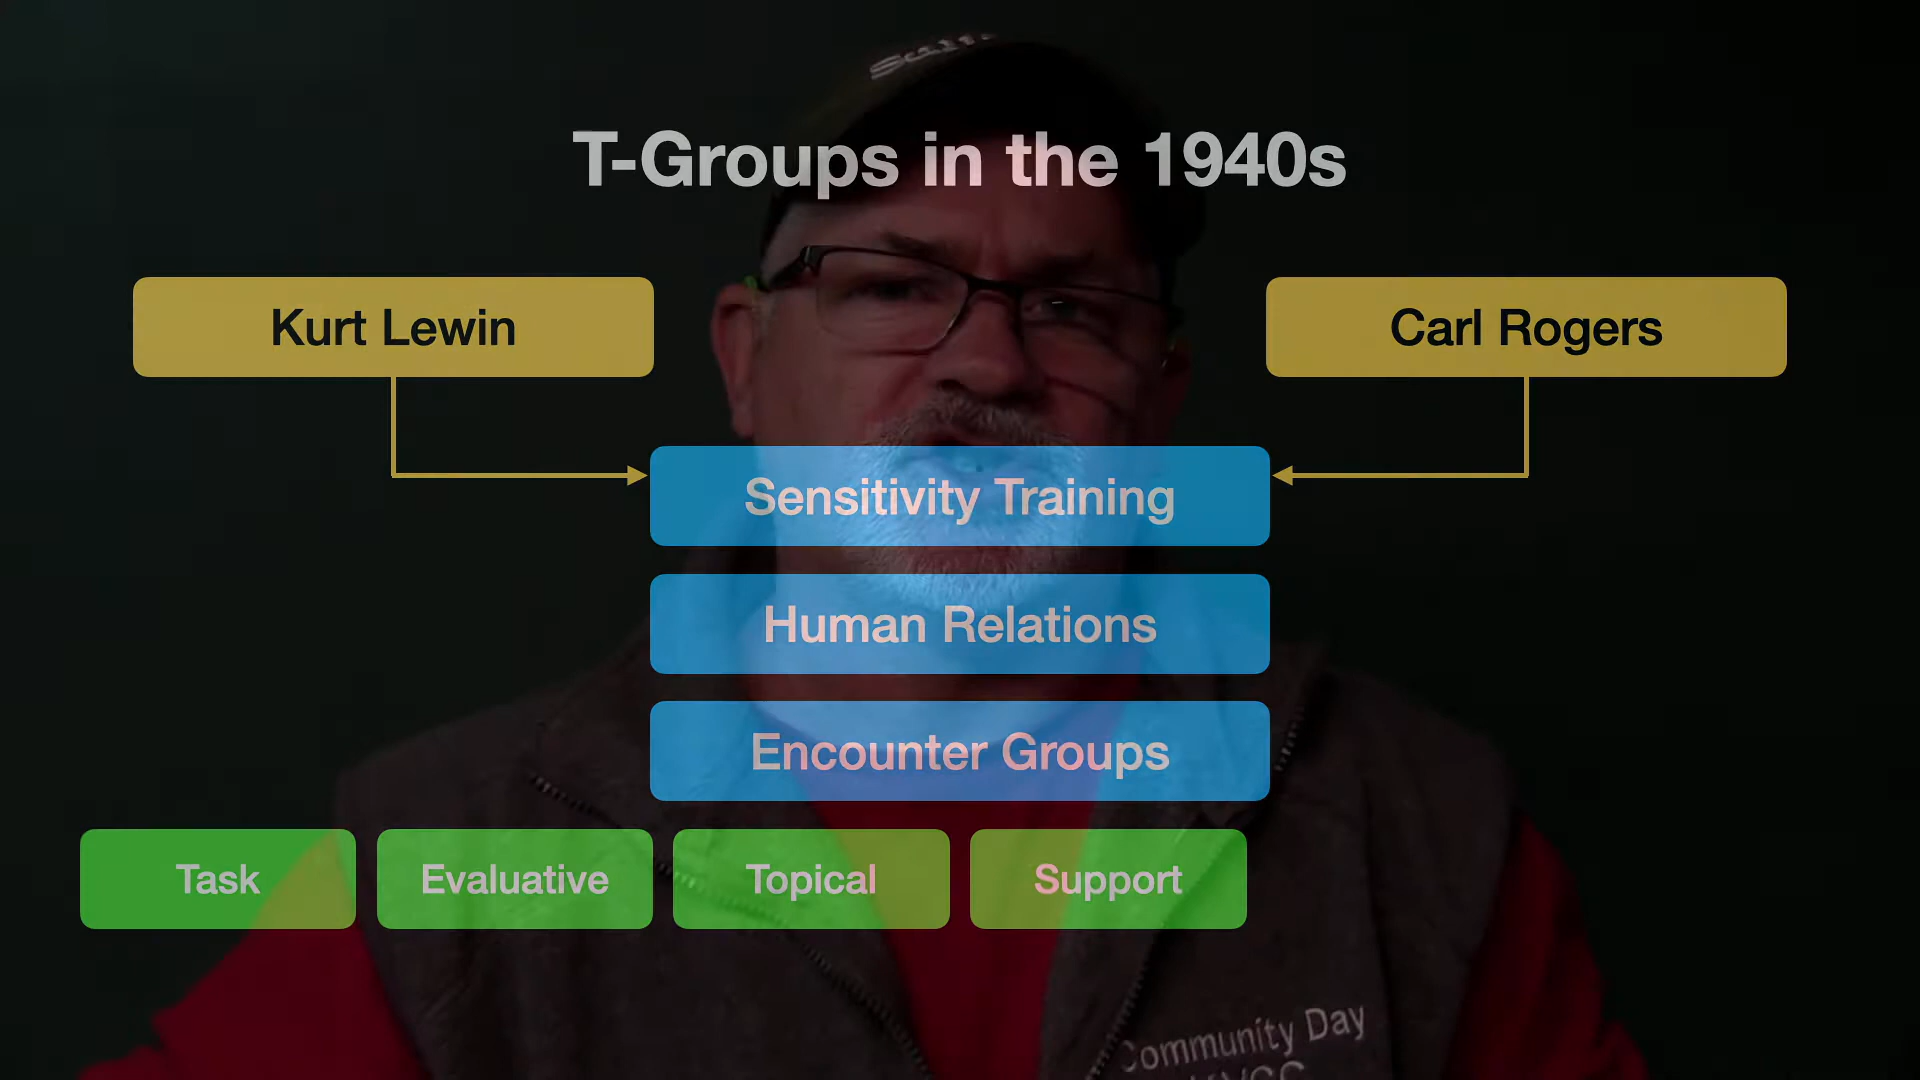 T-Groups in the 1940s
Kurt Lewin
Carl Rogers
Sensitivity Training
Human Relations
Encounter Groups
Task
Evaluative
Topical
Support
Community Day